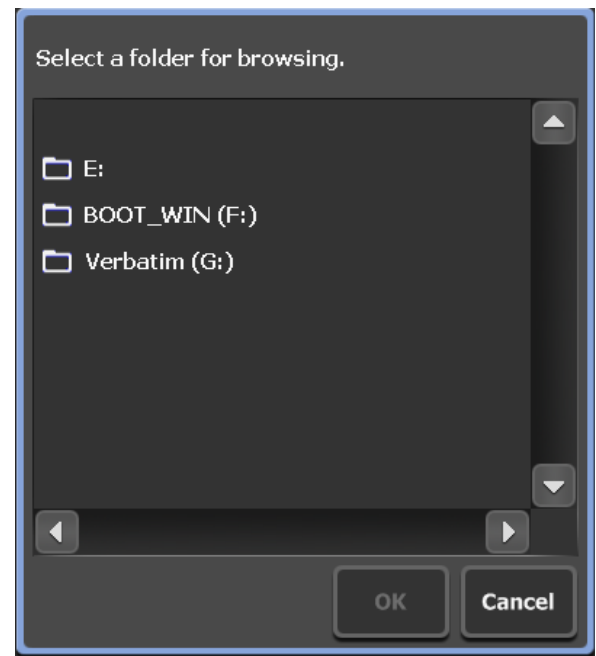 Select a folder for browsing.
E:
BOOT_WIN (F:)
Verbatim (G:)
OK
Cancel